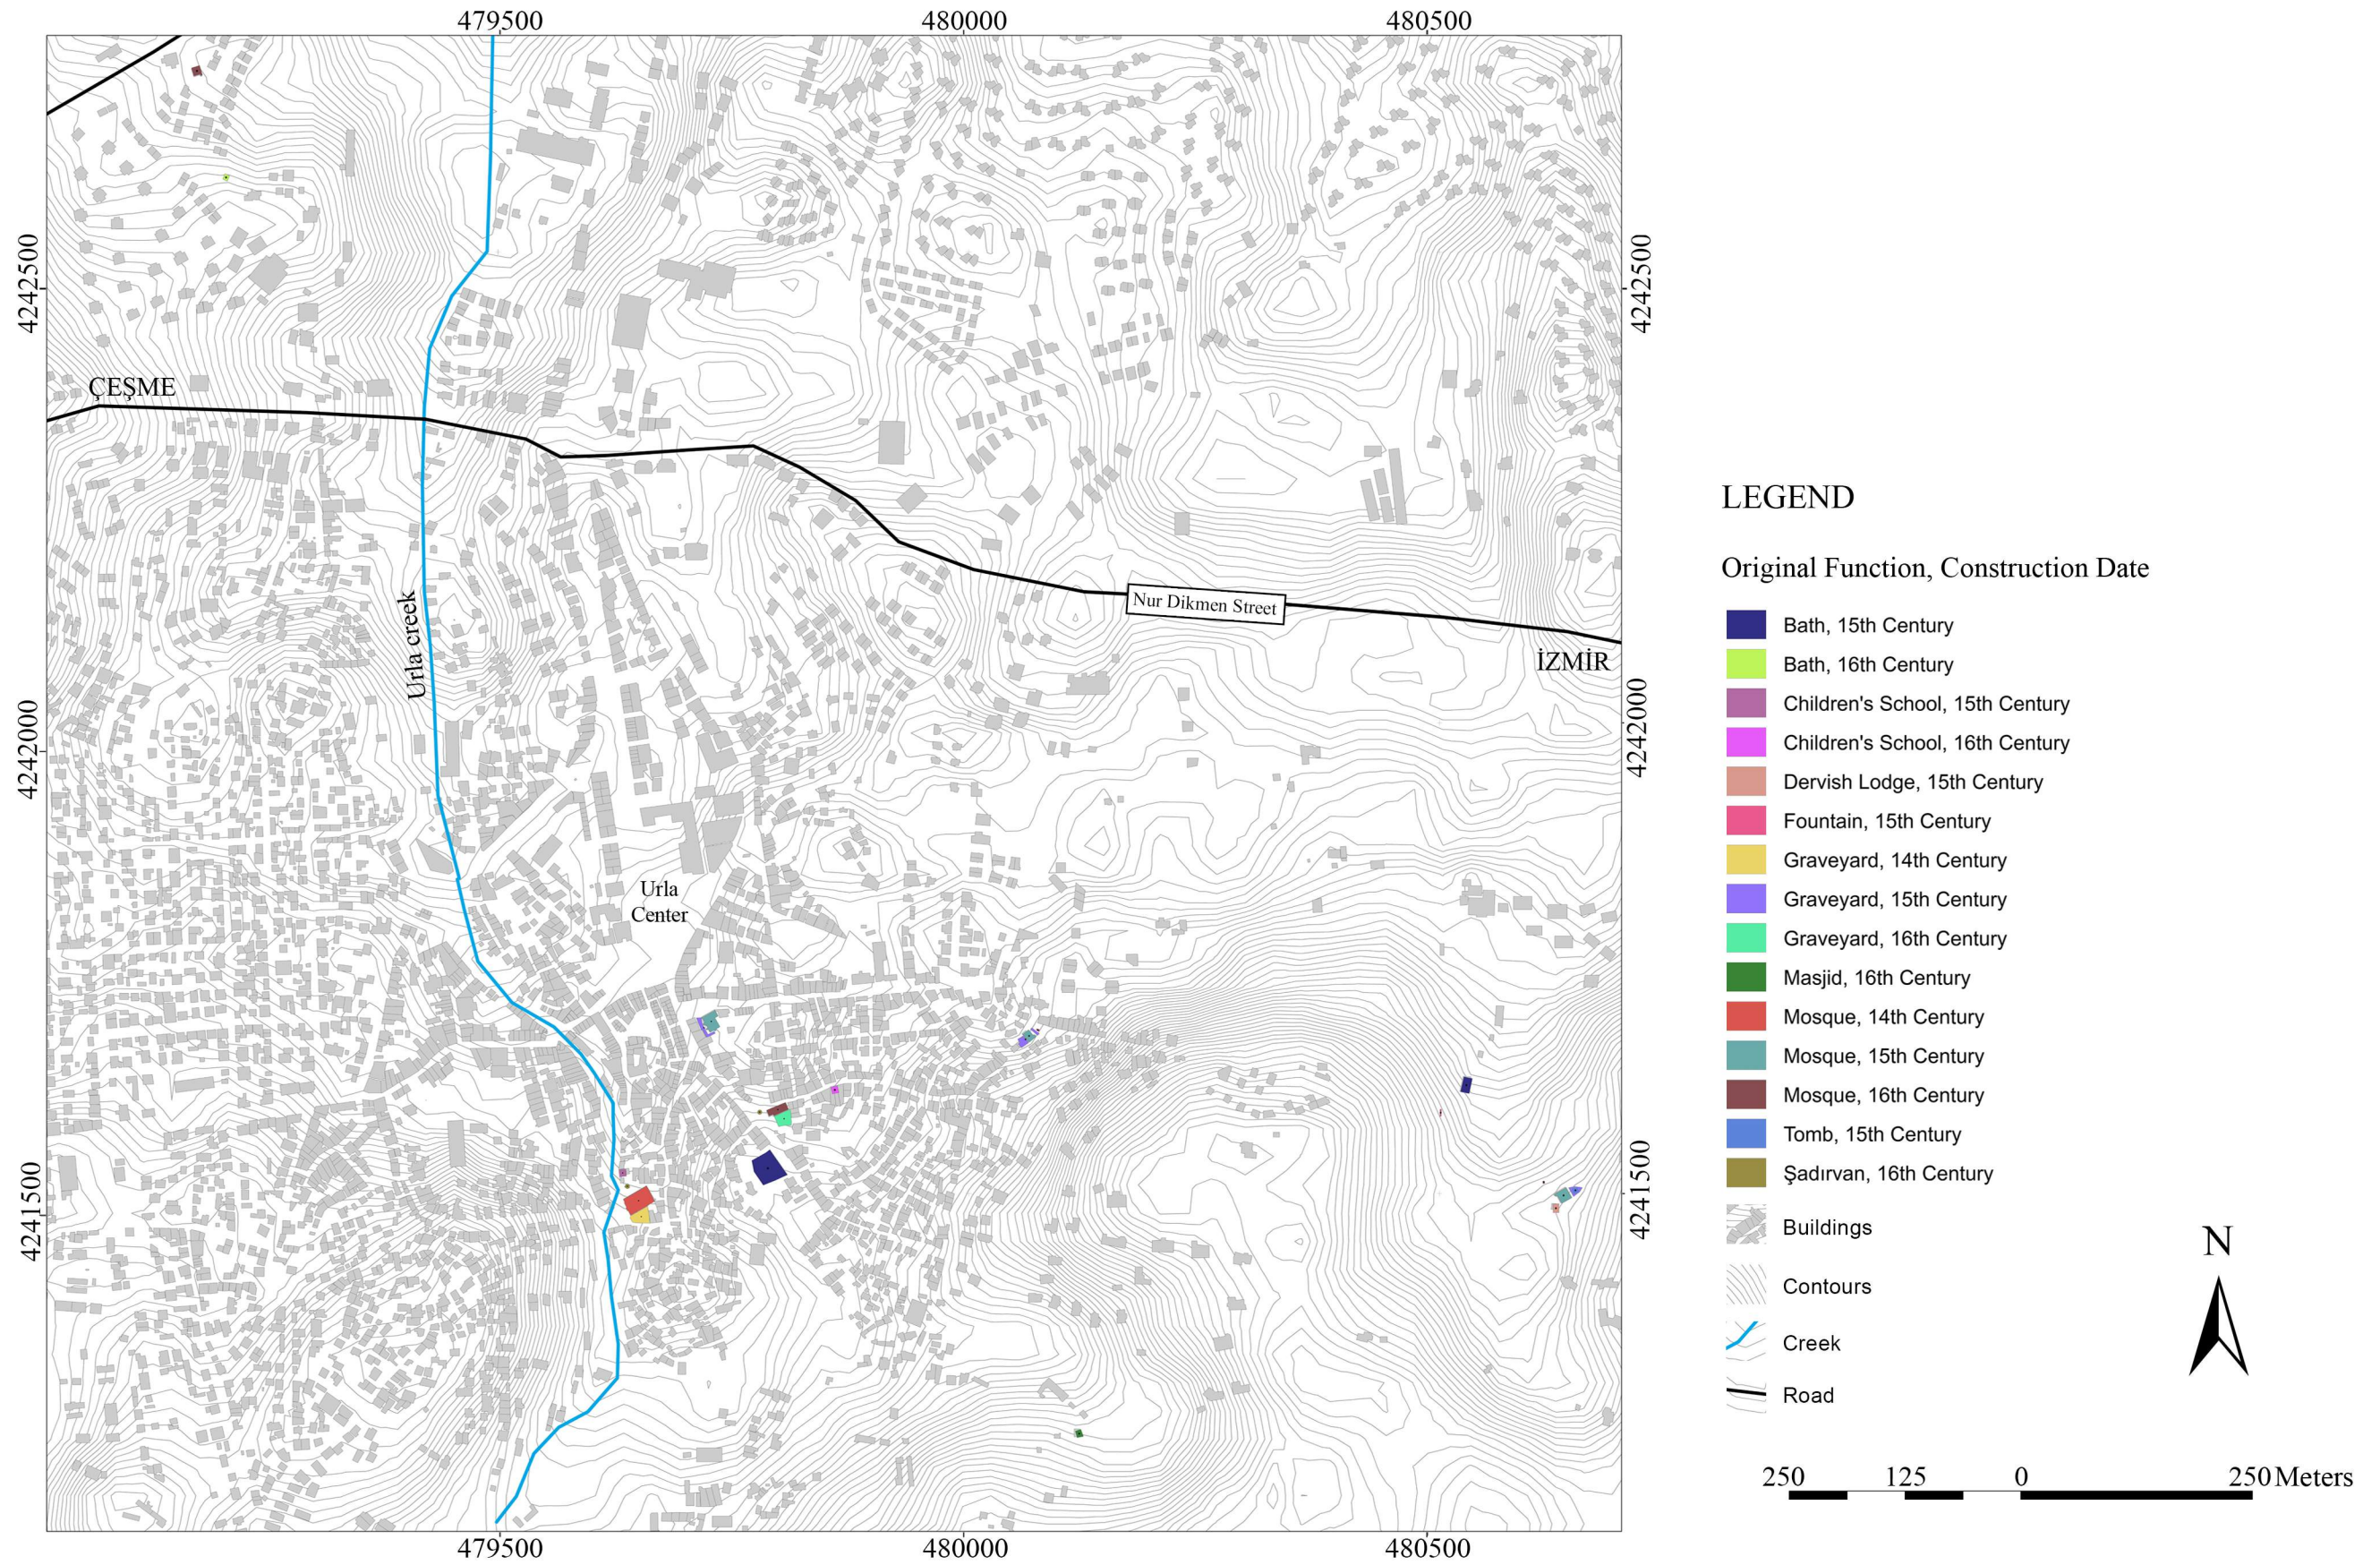 479500 480000 480500
4242500
4242500
ÇEŞME
Nur Dikmen Street
İZMİR
Urla creek
4242000
4242000
Urla
Center
4241500
4241500
479500 480000 480500
LEGEND
Original Function, Construction Date
Bath, 15th Century
Bath, 16th Century
Children's School, 15th Century
Children's School, 16th Century
Dervish Lodge, 15th Century
Fountain, 15th Century
Graveyard, 14th Century
Graveyard, 15th Century
Graveyard, 16th Century
Masjid, 16th Century
Mosque, 14th Century
Mosque, 15th Century
Mosque, 16th Century
Tomb, 15th Century
Şadırvan, 16th Century
Buildings
Contours
Creek
Road
N
250 125 0 250 Meters